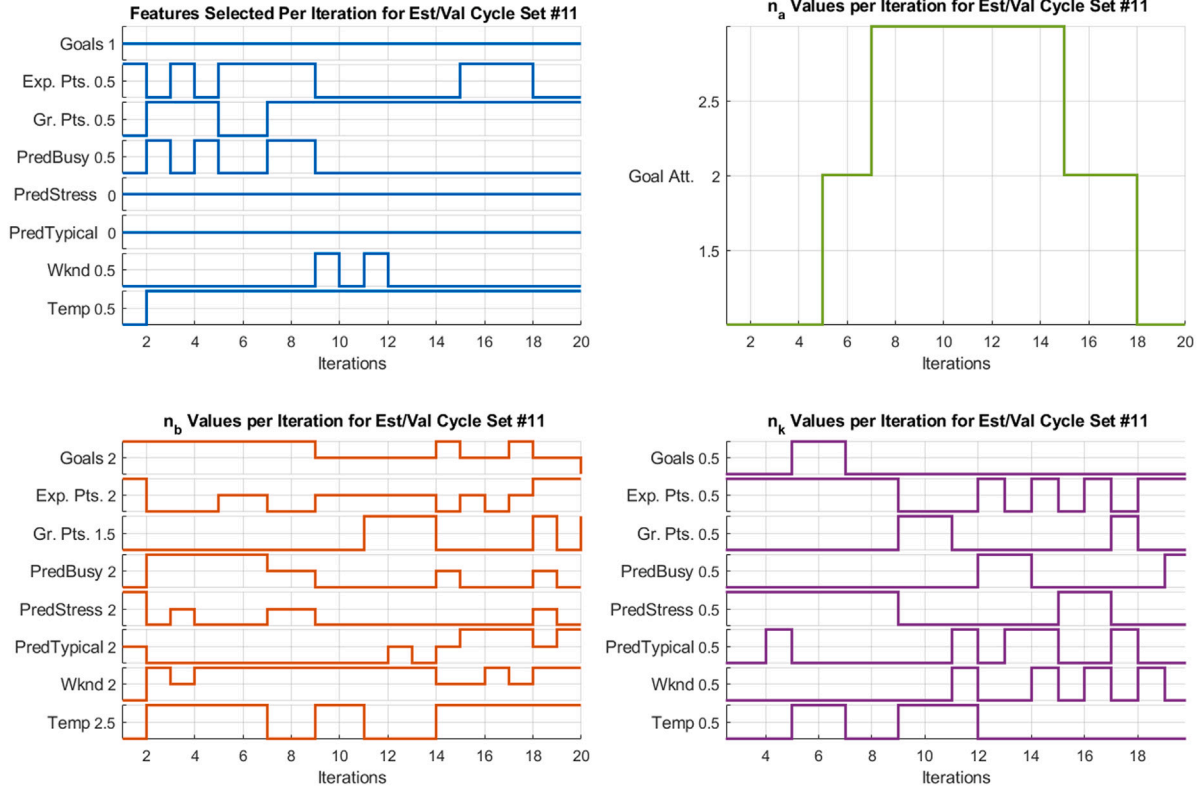 Features Selected Per Iteration for Est/Val Cycle Set #11
Goals 1
Exp. Pts. 0.5
Gr. Pts. 0.5
PredBusy 0.5
PredStress 0
PredTypical 0
Wknd 0.5
Temp 0.5
2 4 6 8 10 12 14 16 18 20
Iterations
na Values per Iteration for Est/Val Cycle Set #11
2.5
Goal Att. 2
1.5
2 4 6 8 10 12 14 16 18 20
Iterations
nb Values per Iteration for Est/Val Cycle Set #11
Goals 2
Exp. Pts. 2
Gr. Pts. 1.5
PredBusy 2
PredStress 2
PredTypical 2
Wknd 2
Temp 2.5
2 4 6 8 10 12 14 16 18 20
Iterations
nk Values per Iteration for Est/Val Cycle Set #11
Goals 0.5
Exp. Pts. 0.5
Gr. Pts. 0.5
PredBusy 0.5
PredStress 0.5
PredTypical 0.5
Wknd 0.5
Temp 0.5
4 6 8 10 12 14 16 18
Iterations